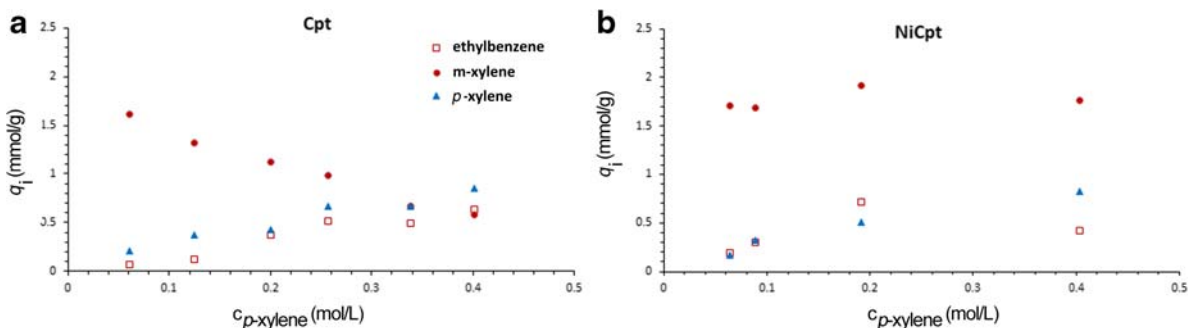 a
Cpt
2.5
2
1.5
1
0.5
0
qi (mmol/g)
ethylbenzene
m-xylene
p-xylene
0 0.1 0.2 0.3 0.4 0.5
cp-xylene (mol/L)
b
NiCpt
2.5
2
1.5
1
0.5
0
qi (mmol/g)
0 0.1 0.2 0.3 0.4 0.5
cp-xylene (mol/L)